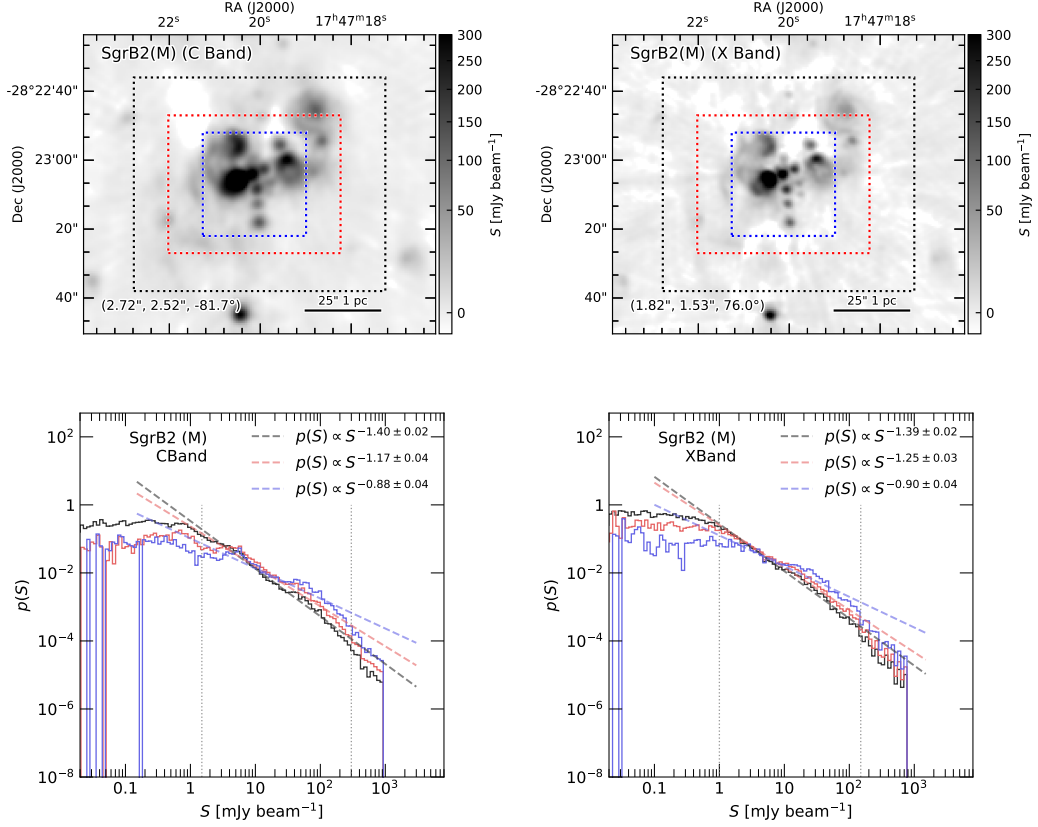 RA (J2000)
22ˢ 20ˢ 17ʰ47ᵐ18ˢ
SgrB2(M) (C Band)
Dec (J2000)
-28°22'40"
23'00"
20"
40"
(2.72", 2.52", -81.7°)
25" 1 pc
300
250
200
150
100
50
0
S [mJy beam⁻¹]
RA (J2000)
22ˢ 20ˢ 17ʰ47ᵐ18ˢ
SgrB2(M) (X Band)
Dec (J2000)
-28°22'40"
23'00"
20"
40"
(1.82", 1.53", 76.0°)
25" 1 pc
300
250
200
150
100
50
0
S [mJy beam⁻¹]
SgrB2 (M)
CBand
p(S) ∝ S⁻¹·⁴⁰ ± ⁰·⁰²
p(S) ∝ S⁻¹·¹⁷ ± ⁰·⁰⁴
p(S) ∝ S⁻⁰·⁸⁸ ± ⁰·⁰⁴
p(S)
10²
1
10⁻²
10⁻⁴
10⁻⁶
10⁻⁸
0.1 1 10 10² 10³
S [mJy beam⁻¹]
SgrB2 (M)
XBand
p(S) ∝ S⁻¹·³⁹ ± ⁰·⁰²
p(S) ∝ S⁻¹·²⁵ ± ⁰·⁰³
p(S) ∝ S⁻⁰·⁹⁰ ± ⁰·⁰⁴
p(S)
10²
1
10⁻²
10⁻⁴
10⁻⁶
10⁻⁸
0.1 1 10 10² 10³
S [mJy beam⁻¹]